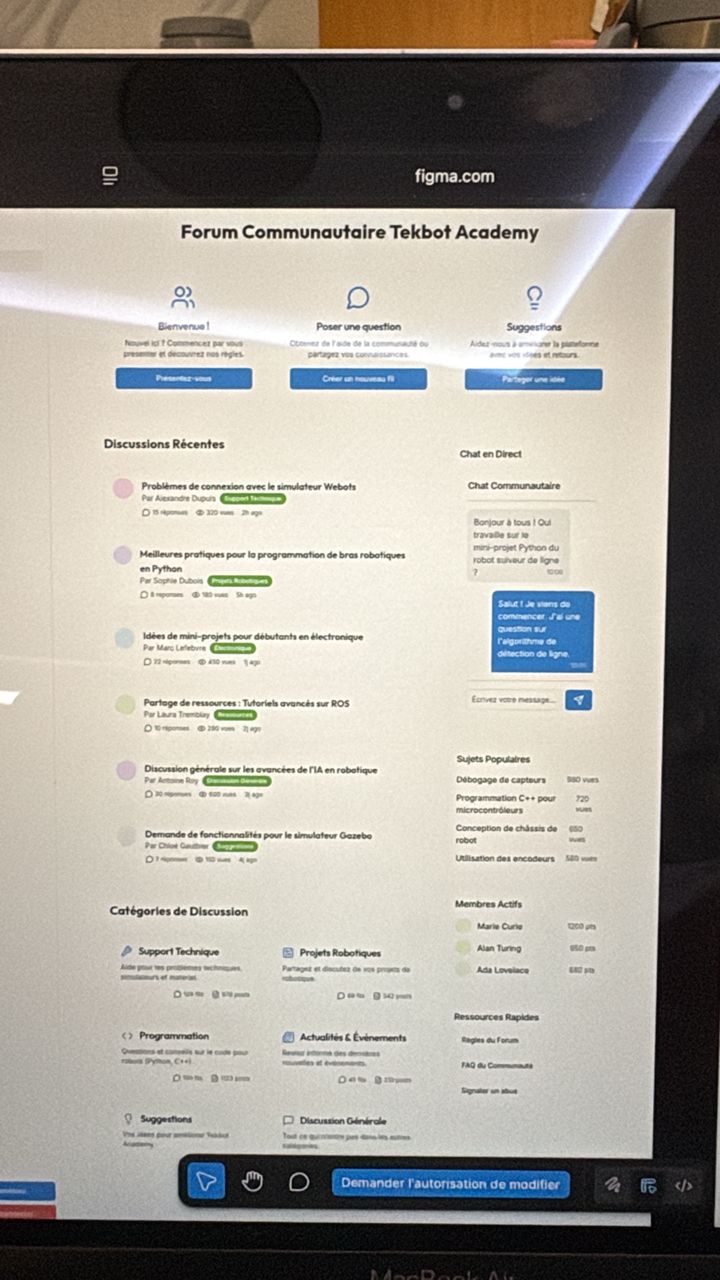 figma.com
Forum Communautaire Tekbot Academy
Bienvenue !
Nouvel ici ? Commencez par vous
présenter et découvrez nos règles.
Présentez-vous
Poser une question
Obtenez de l'aide de la communauté ou
partagez vos connaissances.
Créer un nouveau fil
Suggestions
Aidez-nous à améliorer la plateforme
avec vos idées et retours.
Partager une idée
Discussions Récentes
Problèmes de connexion avec le simulateur Webots
Par Alexandre Dupuis Support Technique
15 réponses 320 vues 2h ago
Meilleures pratiques pour la programmation de bras robotiques
en Python
Par Sophie Dubois Projets Robotiques
8 réponses 180 vues 5h ago
Idées de mini-projets pour débutants en électronique
Par Marc Lefebvre Électronique
22 réponses 450 vues 1j ago
Partage de ressources : Tutoriels avancés sur ROS
Par Laura Tremblay Ressources
10 réponses 280 vues 2j ago
Discussion générale sur les avancées de l'IA en robotique
Par Antoine Roy Discussion Générale
30 réponses 600 vues 3j ago
Demande de fonctionnalités pour le simulateur Gazebo
Par Chloé Gauthier Suggestions
7 réponses 150 vues 4j ago
Chat en Direct
Chat Communautaire
Bonjour à tous ! Qui
travaille sur le
mini-projet Python du
robot suiveur de ligne
? 10:00
Salut ! Je viens de
commencer. J'ai une
question sur
l'algorithme de
détection de ligne.
Écrivez votre message...
Sujets Populaires
Débogage de capteurs 980 vues
Programmation C++ pour 720
microcontrôleurs vues
Conception de châssis de 650
robot vues
Utilisation des encodeurs 580 vues
Membres Actifs
Marie Curie 1200 pts
Alan Turing 950 pts
Ada Lovelace 680 pts
Ressources Rapides
Règles du Forum
FAQ du Communauté
Signaler un abus
Catégories de Discussion
Support Technique
Aide pour les problèmes techniques,
simulateurs et matériel.
Projets Robotiques
Partagez et discutez de vos projets de
robotique.
89 fils 542 posts
Programmation
Questions et conseils sur le code pour
robots (Python, C++).
Actualités & Évènements
Restez informé des dernières
nouvelles et événements.
Suggestions
Vos idées pour améliorer Tekbot
Academy.
Discussion Générale
Tout ce qui n'entre pas dans les autres
catégories.
Demander l'autorisation de modifier